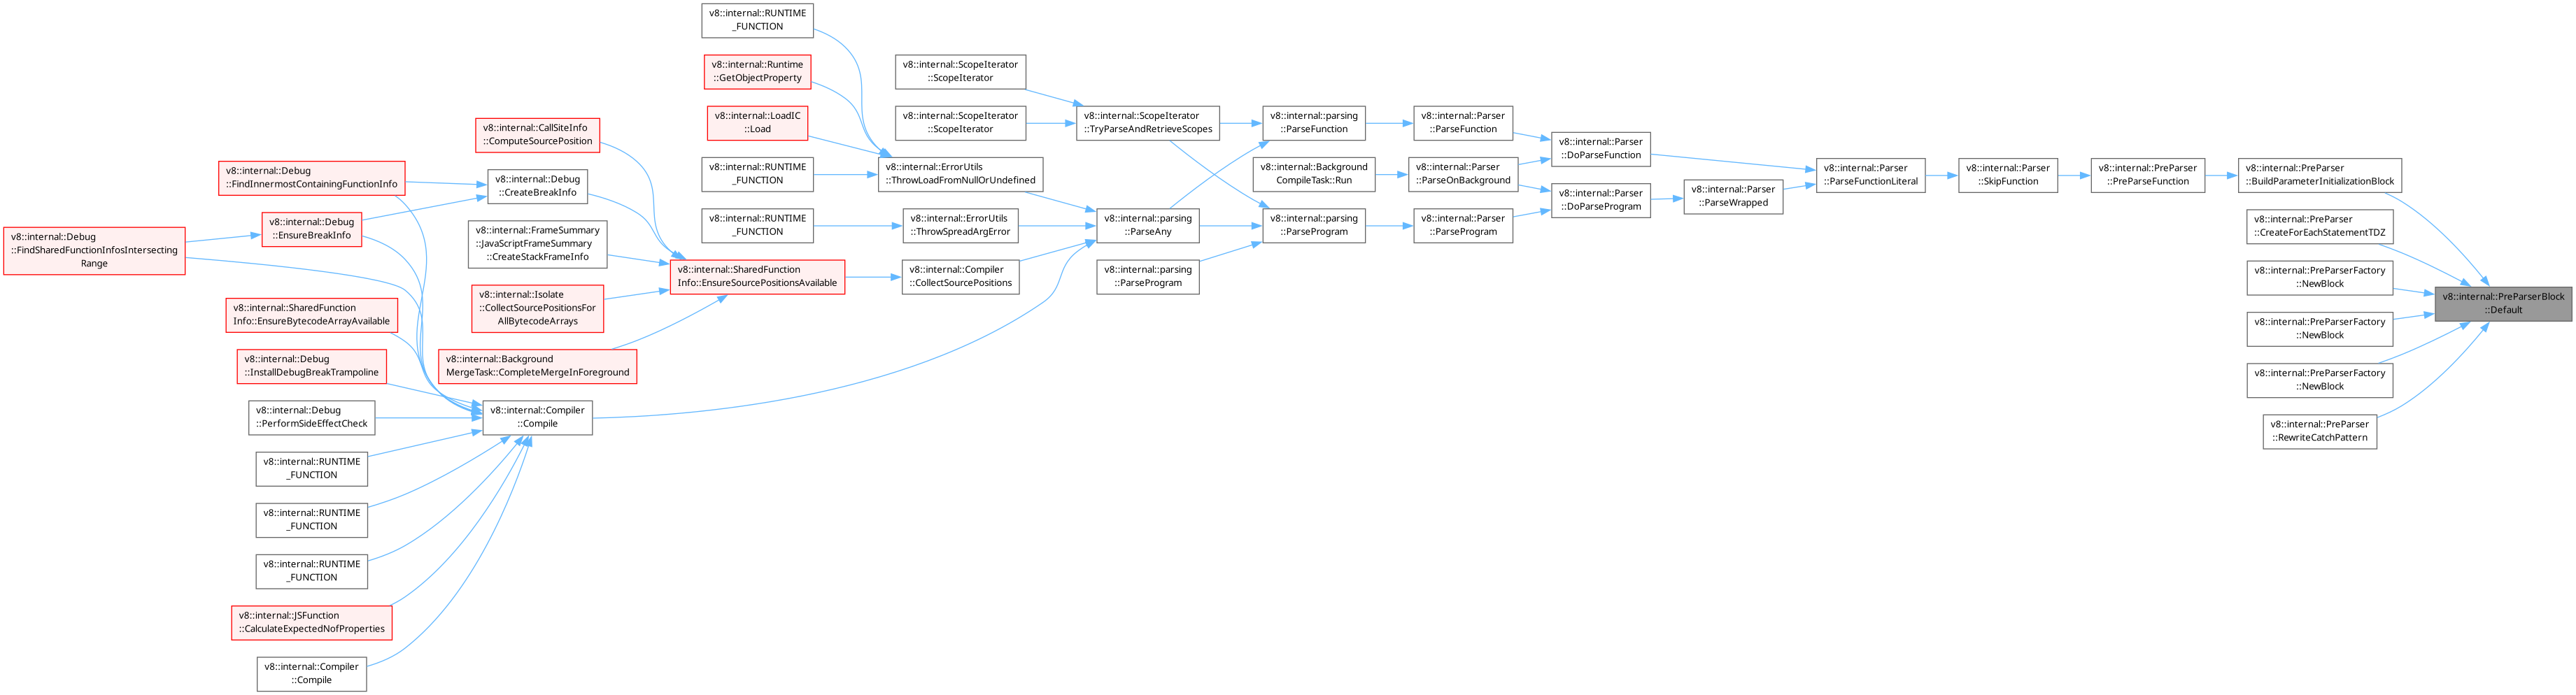 v8::internal::RUNTIME
_FUNCTION
v8::internal::Runtime
::GetObjectProperty
v8::internal::LoadIC
::Load
v8::internal::RUNTIME
_FUNCTION
v8::internal::RUNTIME
_FUNCTION
v8::internal::ScopeIterator
::ScopeIterator
v8::internal::ScopeIterator
::ScopeIterator
v8::internal::ErrorUtils
::ThrowLoadFromNullOrUndefined
v8::internal::ErrorUtils
::ThrowSpreadArgError
v8::internal::Compiler
::CollectSourcePositions
v8::internal::ScopeIterator
::TryParseAndRetrieveScopes
v8::internal::parsing
::ParseAny
v8::internal::parsing
::ParseProgram
v8::internal::parsing
::ParseFunction
v8::internal::Background
CompileTask::Run
v8::internal::parsing
::ParseProgram
v8::internal::Parser
::ParseFunction
v8::internal::Parser
::ParseOnBackground
v8::internal::Parser
::ParseProgram
v8::internal::Parser
::DoParseFunction
v8::internal::Parser
::DoParseProgram
v8::internal::Parser
::ParseWrapped
v8::internal::Parser
::ParseFunctionLiteral
v8::internal::Parser
::SkipFunction
v8::internal::PreParser
::PreParseFunction
v8::internal::PreParser
::BuildParameterInitializationBlock
v8::internal::PreParser
::CreateForEachStatementTDZ
v8::internal::PreParserFactory
::NewBlock
v8::internal::PreParserFactory
::NewBlock
v8::internal::PreParserFactory
::NewBlock
v8::internal::PreParser
::RewriteCatchPattern
v8::internal::PreParserBlock
::Default
v8::internal::CallSiteInfo
::ComputeSourcePosition
v8::internal::Debug
::CreateBreakInfo
v8::internal::FrameSummary
::JavaScriptFrameSummary
::CreateStackFrameInfo
v8::internal::Isolate
::CollectSourcePositionsFor
AllBytecodeArrays
v8::internal::Background
MergeTask::CompleteMergeInForeground
v8::internal::SharedFunction
Info::EnsureSourcePositionsAvailable
v8::internal::Compiler
::Compile
v8::internal::Debug
::FindInnermostContainingFunctionInfo
v8::internal::Debug
::EnsureBreakInfo
v8::internal::Debug
::FindSharedFunctionInfosIntersecting
Range
v8::internal::SharedFunction
Info::EnsureBytecodeArrayAvailable
v8::internal::Debug
::InstallDebugBreakTrampoline
v8::internal::Debug
::PerformSideEffectCheck
v8::internal::RUNTIME
_FUNCTION
v8::internal::RUNTIME
_FUNCTION
v8::internal::RUNTIME
_FUNCTION
v8::internal::JSFunction
::CalculateExpectedNofProperties
v8::internal::Compiler
::Compile